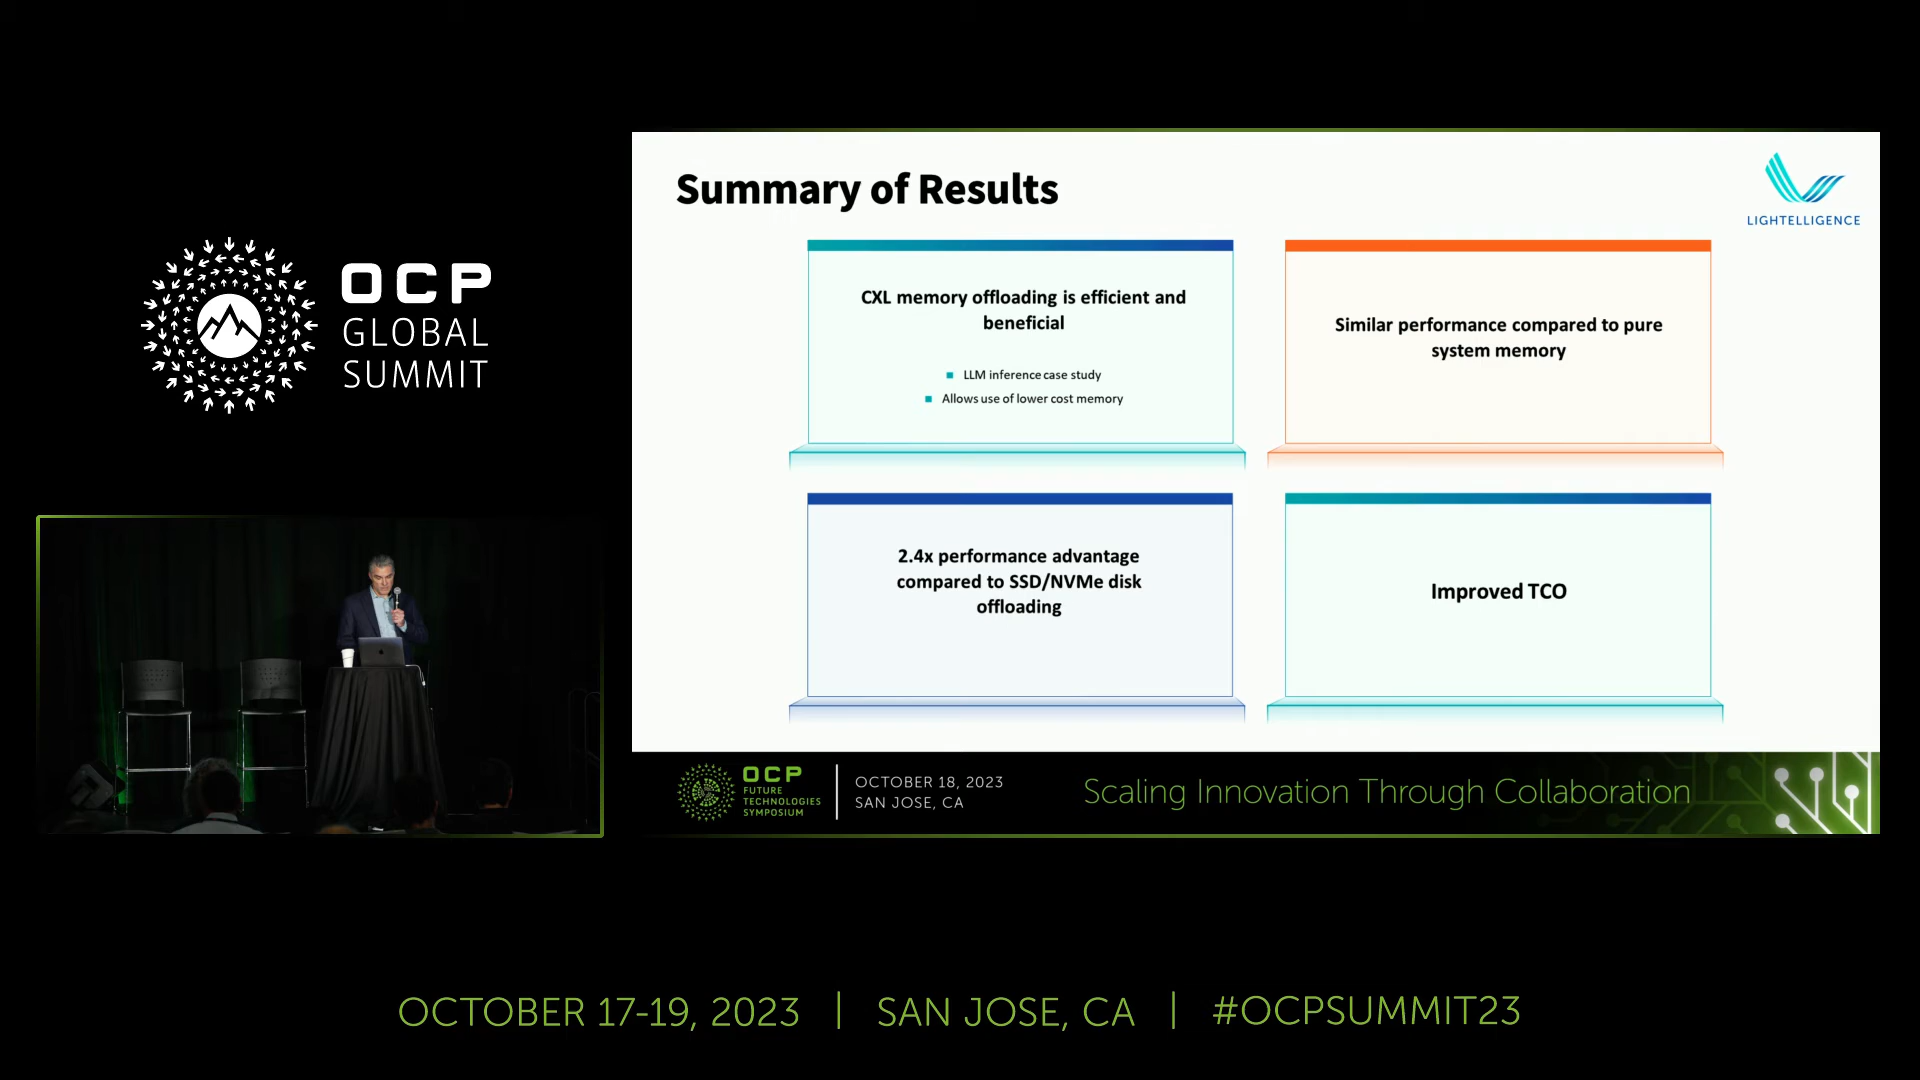 OCP
GLOBAL
SUMMIT
Summary of Results
LIGHTELLIGENCE
CXL memory offloading is efficient and
beneficial
LLM inference case study
Allows use of lower cost memory
Similar performance compared to pure
system memory
2.4x performance advantage
compared to SSD/NVMe disk
offloading
Improved TCO
OCP
FUTURE
TECHNOLOGIES
SYMPOSIUM
OCTOBER 18, 2023
SAN JOSE, CA
Scaling Innovation Through Collaboration
OCTOBER 17-19, 2023 | SAN JOSE, CA | #OCPSUMMIT23